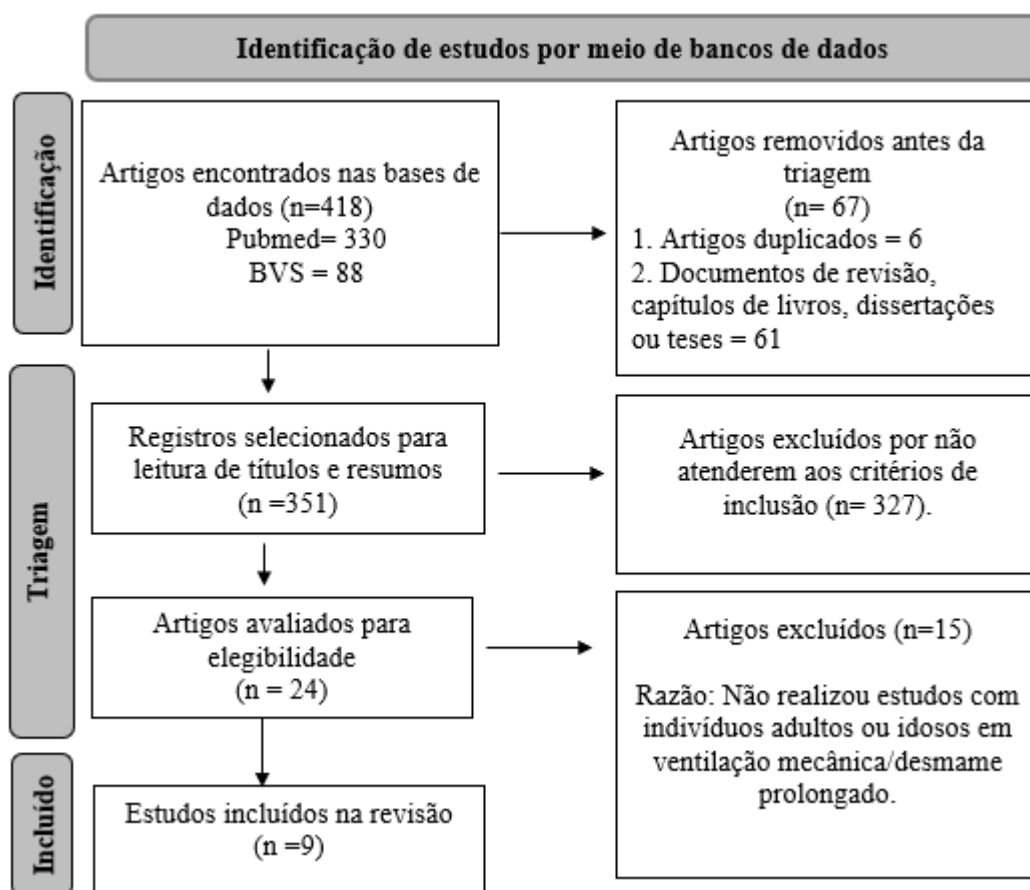 Identificação de estudos por meio de bancos de dados
Identificação
Artigos encontrados nas bases de
dados (n=418)
Pubmed= 330
BVS = 88
Artigos removidos antes da
triagem
(n= 67)
1. Artigos duplicados = 6
2. Documentos de revisão,
capítulos de livros, dissertações
ou teses = 61
Triagem
Registros selecionados para
leitura de títulos e resumos
(n =351)
Artigos excluídos por não
atenderem aos critérios de
inclusão (n= 327).
Artigos avaliados para
elegibilidade
(n = 24)
Artigos excluídos (n=15)
Razão: Não realizou estudos com
indivíduos adultos ou idosos em
ventilação mecânica/desmame
prolongado.
Incluído
Estudos incluídos na revisão
(n =9)